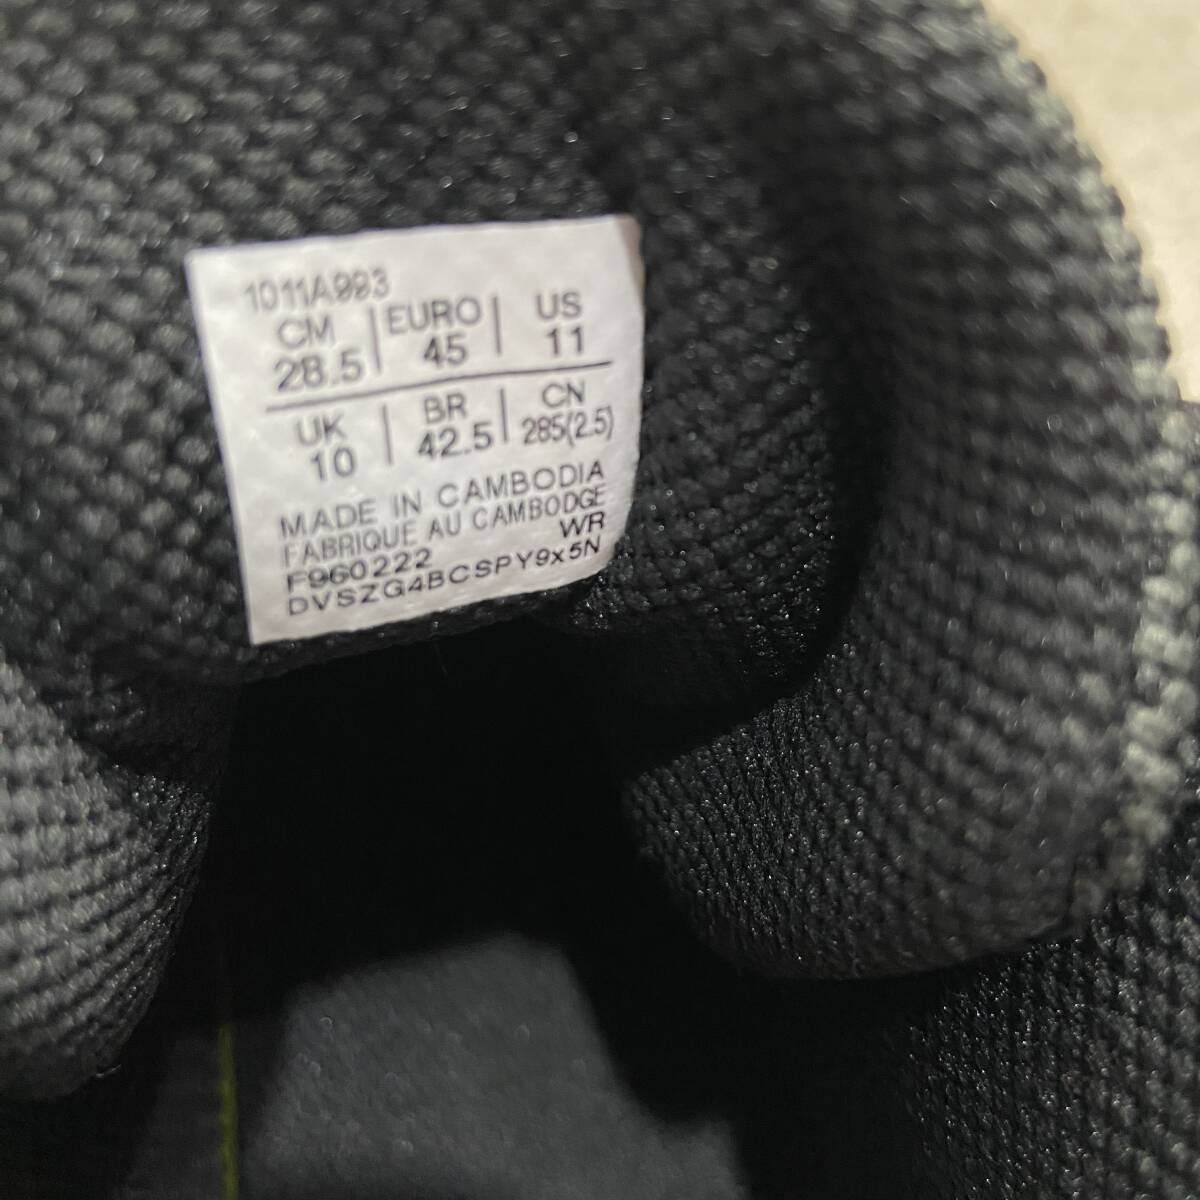 1011A993
CM | EURO | US
28.5 | 45 | 11
UK | BR | CN
10 | 42.5 | 285(2.5)
MADE IN CAMBODIA
FABRIQUE AU CAMBODGE
F960222 WR
DVSZG4BCSPY9x5N